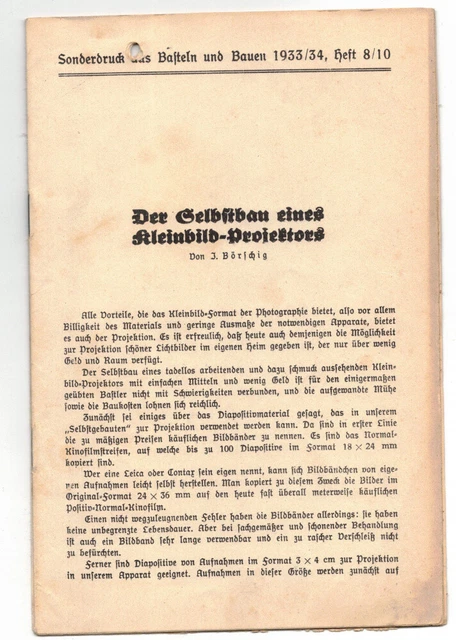 Sonderdruck aus Basteln und Bauen 1933/34, Heft 8/10
Der Selbstbau eines
Kleinbild-Projektors
Von J. Börschig
Alle Vorteile, die das Kleinbild-Format der Photographie bietet, also vor allem
Billigkeit des Materials und geringe Ausmaße der notwendigen Apparate, bietet
es auch der Projektion. Es ist erfreulich, daß heute auch demjenigen die Möglichkeit
zur Projektion schöner Lichtbilder im eigenen Heim gegeben ist, der nur über wenig
Geld und Raum verfügt.
Der Selbstbau eines tadellos arbeitenden und dazu schmuck aussehenden Klein-
bild-Projektors mit einfachen Mitteln und wenig Geld ist für den einigermaßen
geübten Bastler nicht mit Schwierigkeiten verbunden, und die aufgewandte Mühe
sowie die Baukosten lohnen sich reichlich.
Zunächst sei einiges über das Diapositivmaterial gesagt, das in unserem
„Selbstgebauten“ zur Projektion verwendet werden kann. Da sind in erster Linie
die zu mäßigen Preisen käuflichen Bildbänder zu nennen. Es sind das Normal-
Kinofilmstreifen, auf welche bis zu 100 Diapositive im Format 18 × 24 mm
kopiert sind.
Wer eine Leica oder Contax sein eigen nennt, kann sich Bildbändchen von eige-
nen Aufnahmen leicht selbst herstellen. Man kopiert zu diesem Zweck die Bilder im
Original-Format 24 × 36 mm auf den heute fast überall meterweise käuflichen
Positiv-Normal-Kinofilm.
Einen nicht wegzuleugnenden Fehler haben die Bildbänder allerdings: sie haben
keine unbegrenzte Lebensdauer. Aber bei sachgemäßer und schonender Behandlung
ist auch ein Bildband sehr lange verwendbar und ein zu rascher Verschleiß nicht
zu befürchten.
Ferner sind Diapositive von Aufnahmen im Format 3 × 4 cm zur Projektion
in unserem Apparat geeignet. Aufnahmen in dieser Größe werden zunächst auf